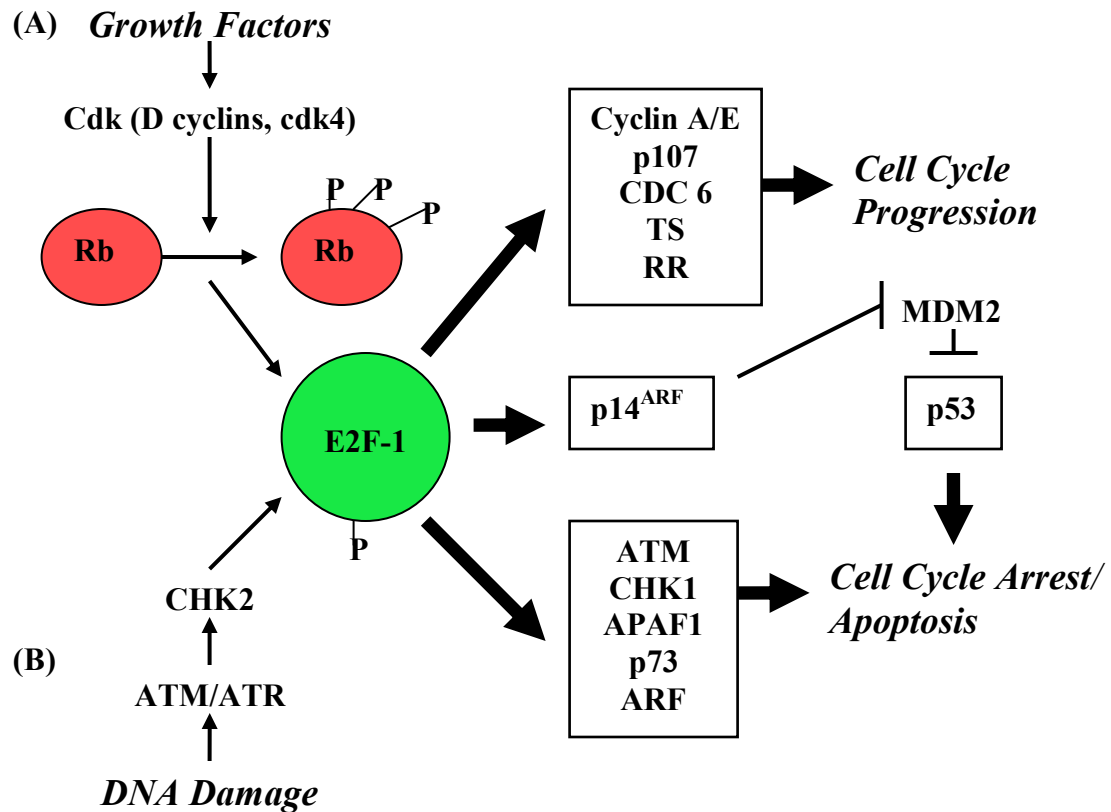 (A) Growth Factors
Cdk (D cyclins, cdk4)
Rb
P
P
P
Rb
E2F-1
P
CHK2
(B)
ATM/ATR
DNA Damage
Cyclin A/E
p107
CDC 6
TS
RR
Cell Cycle
Progression
p14ARF
MDM2
p53
ATM
CHK1
APAF1
p73
ARF
Cell Cycle Arrest/
Apoptosis